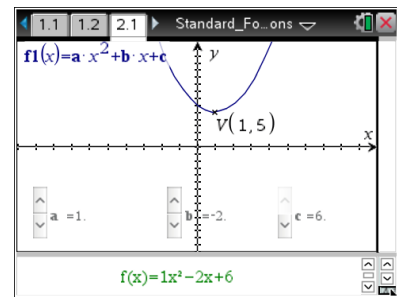 1.1 1.2 2.1 Standard_Fo...ons
f1(x)=a·x²+b·x+c
y
V(1,5)
x
a =1. b =-2. c =6.
f(x)=1x²−2x+6